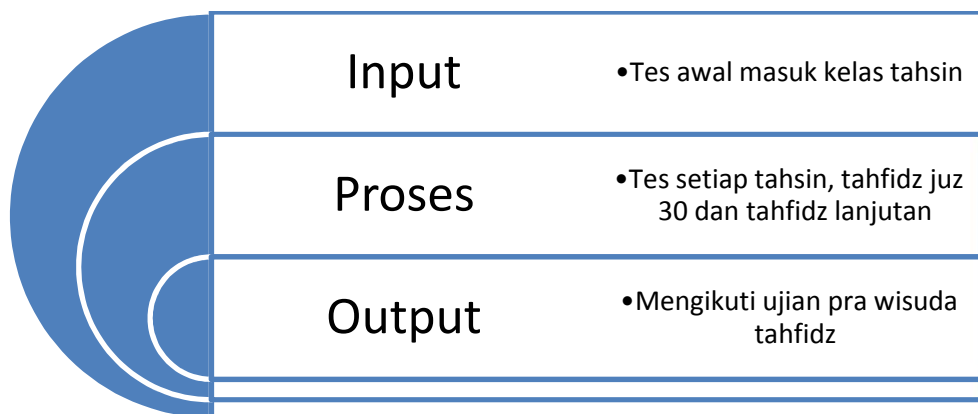 Input
•Tes awal masuk kelas tahsin
Proses
•Tes setiap tahsin, tahfidz juz
30 dan tahfidz lanjutan
Output
•Mengikuti ujian pra wisuda
tahfidz